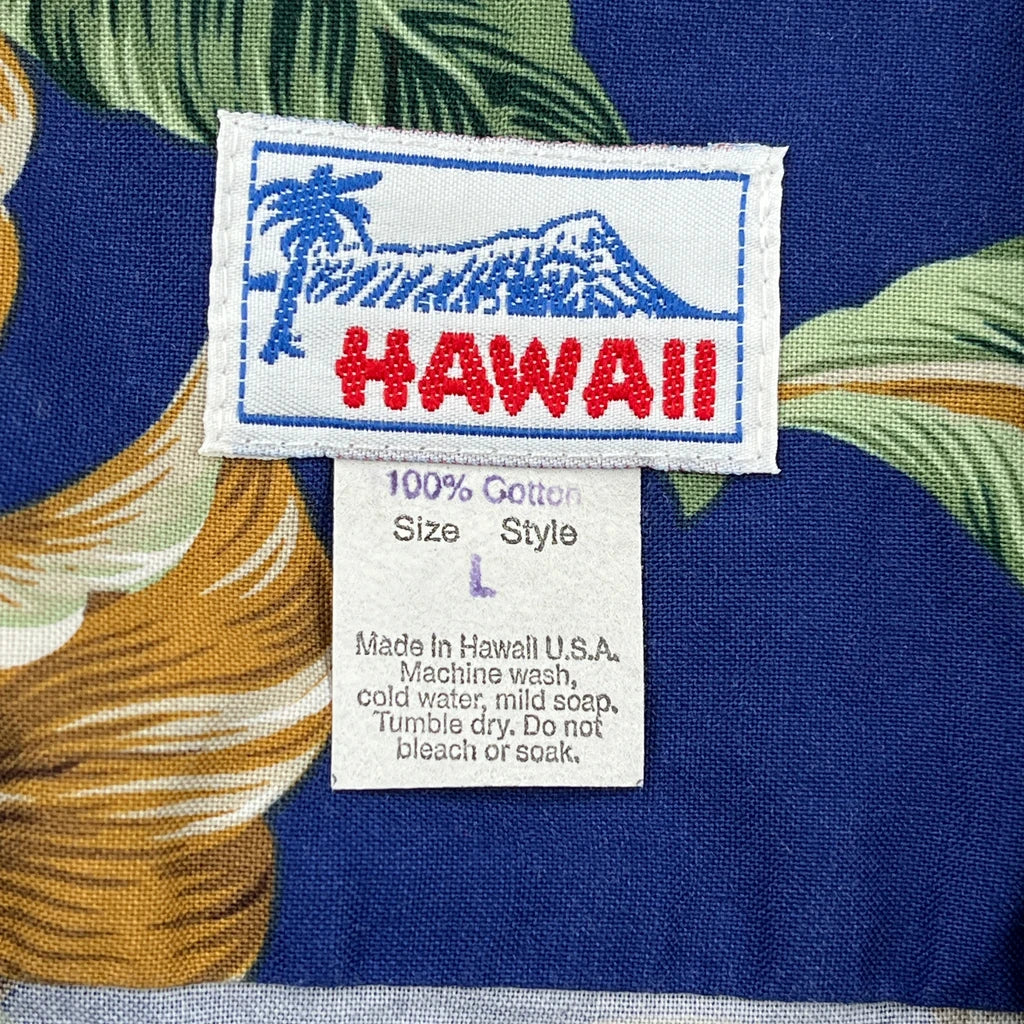 HAWAII
100% Cotton
Size Style
L
Made in Hawaii U.S.A.
Machine wash,
cold water, mild soap.
Tumble dry. Do not
bleach or soak.